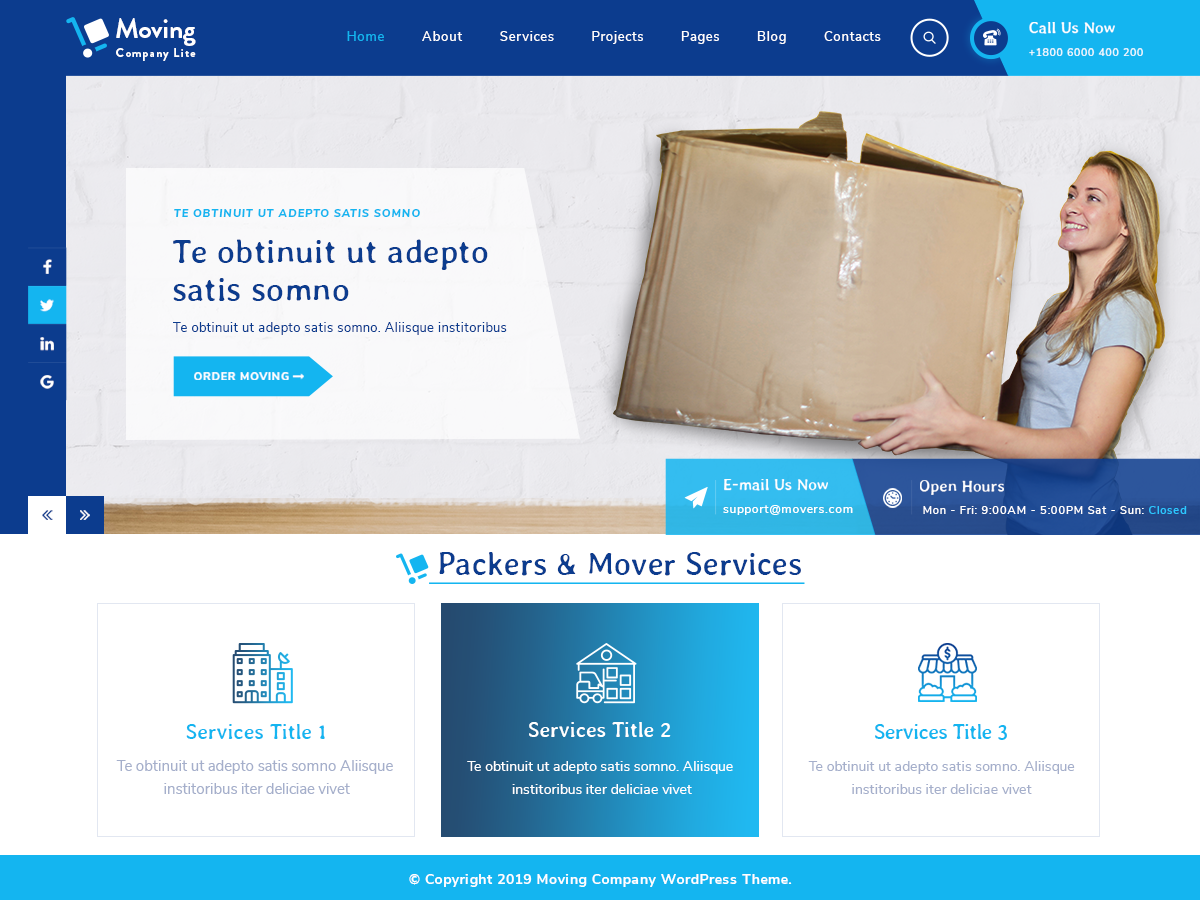 Moving
Company Lite
Home About Services Projects Pages Blog Contacts
Call Us Now
+1800 6000 400 200
TE OBTINUIT UT ADEPTO SATIS SOMNO
Te obtinuit ut adepto
satis somno
Te obtinuit ut adepto satis somno. Aliisque institoribus
ORDER MOVING
E-mail Us Now
support@movers.com
Open Hours
Mon - Fri: 9:00AM - 5:00PM Sat - Sun: Closed
Packers & Mover Services
Services Title 1
Te obtinuit ut adepto satis somno Aliisque
institoribus iter deliciae vivet
Services Title 2
Te obtinuit ut adepto satis somno. Aliisque
institoribus iter deliciae vivet
Services Title 3
Te obtinuit ut adepto satis somno. Aliisque
institoribus iter deliciae vivet
© Copyright 2019 Moving Company WordPress Theme.